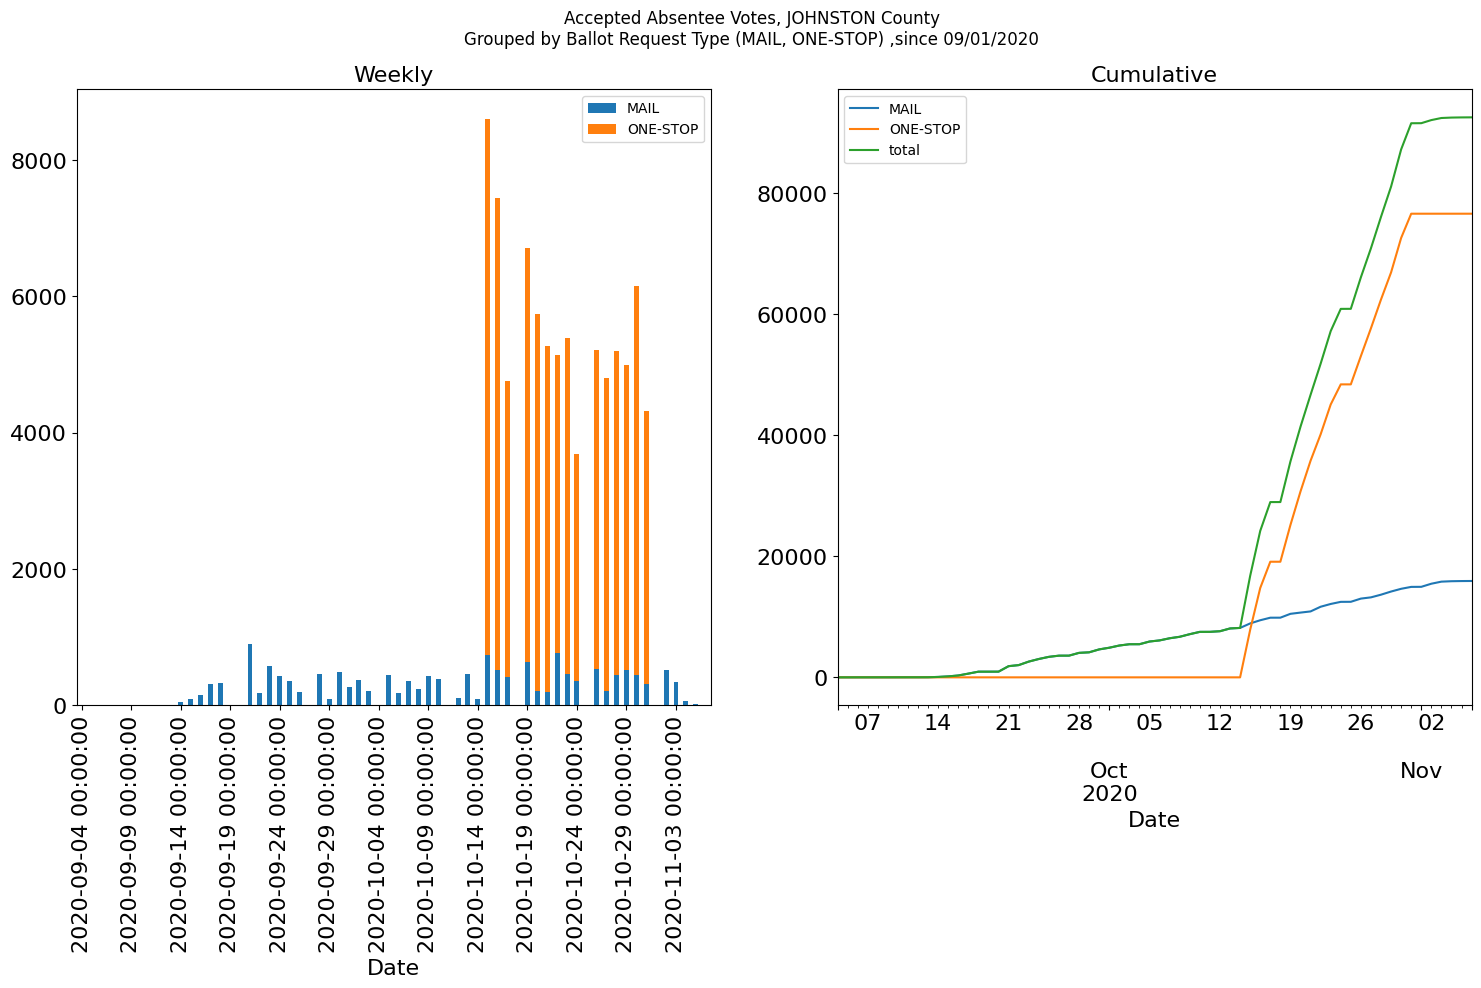 Accepted Absentee Votes, JOHNSTON County
Grouped by Ballot Request Type (MAIL, ONE-STOP) ,since 09/01/2020
Weekly
MAIL
ONE-STOP
8000
6000
4000
2000
0
2020-09-04 00:00:00
2020-09-09 00:00:00
2020-09-14 00:00:00
2020-09-19 00:00:00
2020-09-24 00:00:00
2020-09-29 00:00:00
2020-10-04 00:00:00
2020-10-09 00:00:00
2020-10-14 00:00:00
2020-10-19 00:00:00
2020-10-24 00:00:00
2020-10-29 00:00:00
2020-11-03 00:00:00
Date
Cumulative
MAIL
ONE-STOP
total
80000
60000
40000
20000
0
07 14 21 28 05 12 19 26 02
Oct Nov
2020
Date